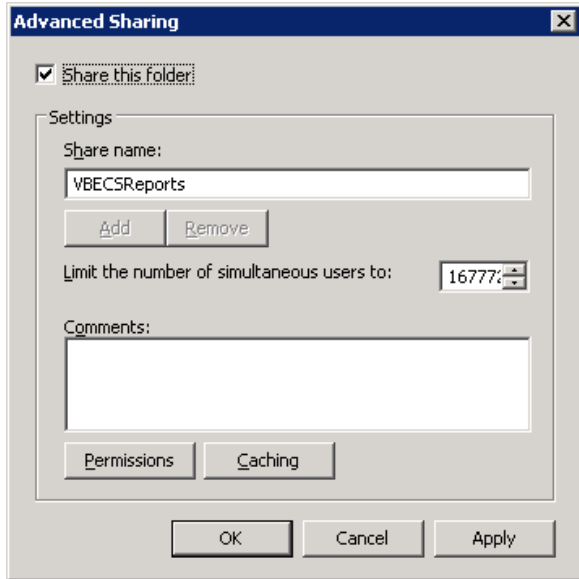 Advanced Sharing
Share this folder
Settings
Share name:
VBECSReports
Add Remove
Limit the number of simultaneous users to:
Comments:
Permissions Caching
OK Cancel Apply